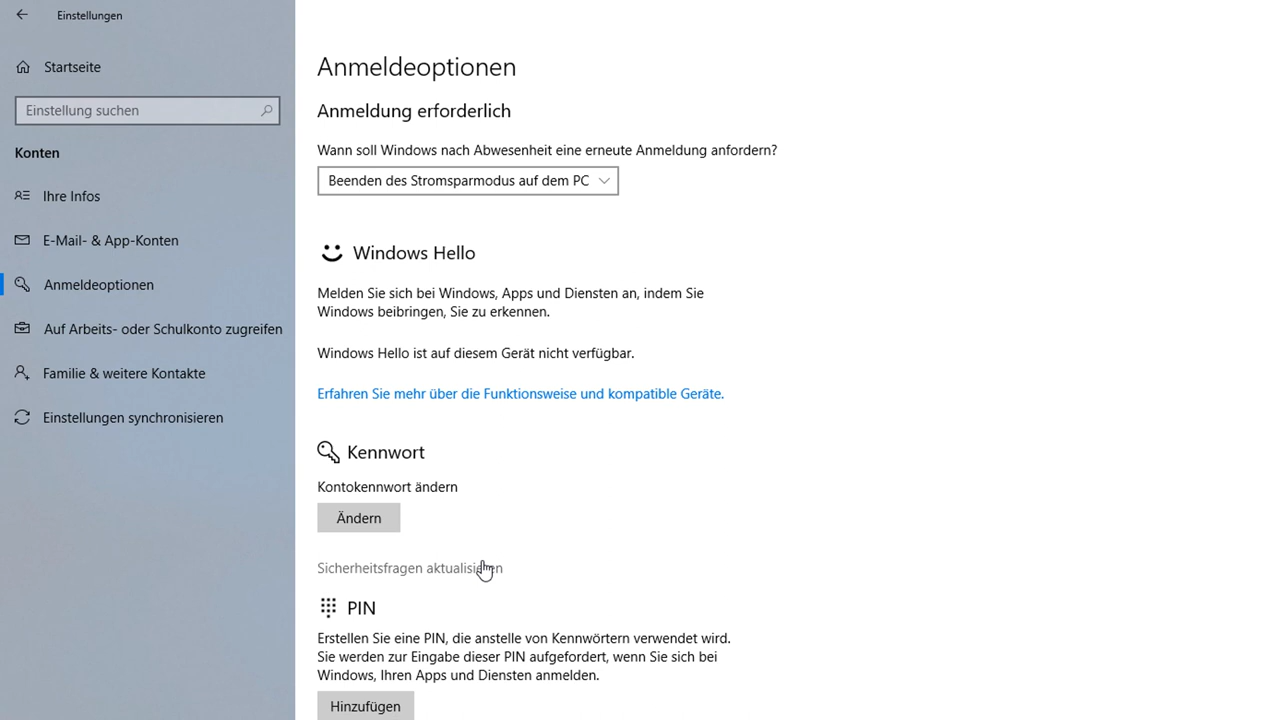 Einstellungen
Startseite
Einstellung suchen
Konten
Ihre Infos
E-Mail- & App-Konten
Anmeldeoptionen
Auf Arbeits- oder Schulkonto zugreifen
Familie & weitere Kontakte
Einstellungen synchronisieren
Anmeldeoptionen
Anmeldung erforderlich
Wann soll Windows nach Abwesenheit eine erneute Anmeldung anfordern?
Beenden des Stromsparmodus auf dem PC
Windows Hello
Melden Sie sich bei Windows, Apps und Diensten an, indem Sie
Windows beibringen, Sie zu erkennen.
Windows Hello ist auf diesem Gerät nicht verfügbar.
Erfahren Sie mehr über die Funktionsweise und kompatible Geräte.
Kennwort
Kontokennwort ändern
Ändern
Sicherheitsfragen aktualisieren
PIN
Erstellen Sie eine PIN, die anstelle von Kennwörtern verwendet wird.
Sie werden zur Eingabe dieser PIN aufgefordert, wenn Sie sich bei
Windows, Ihren Apps und Diensten anmelden.
Hinzufügen